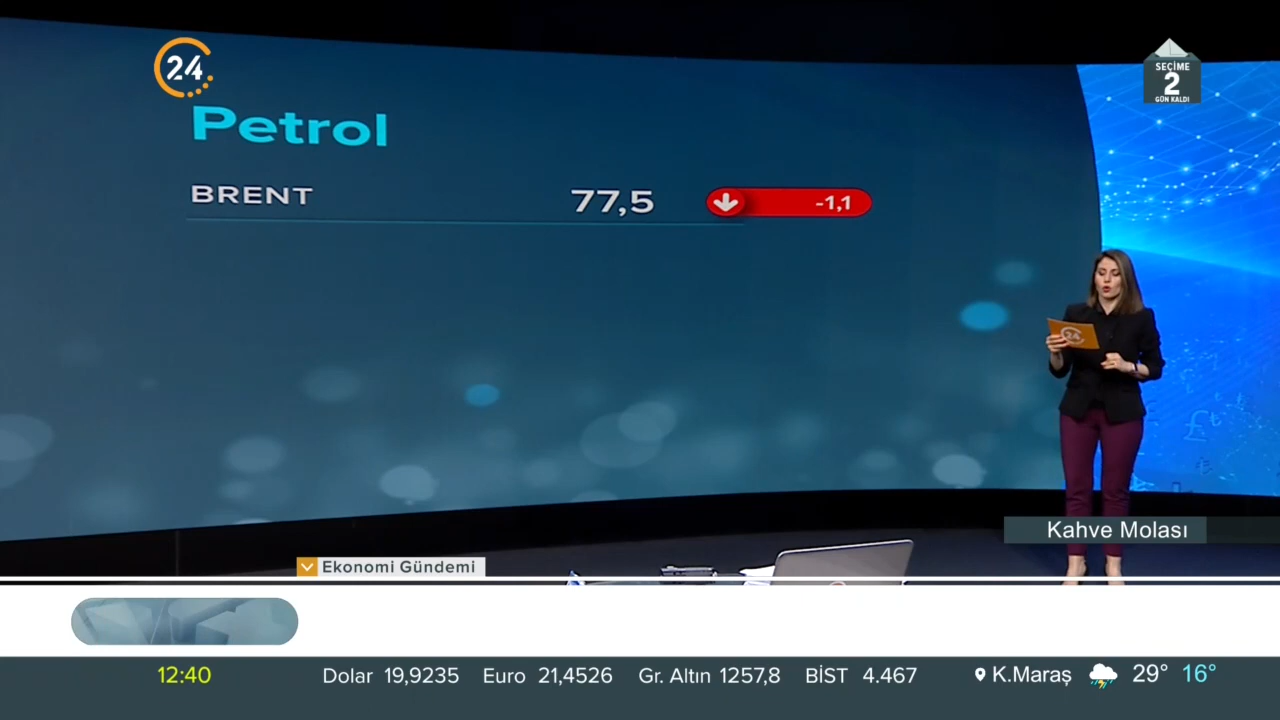 24
SEÇİME
2
GÜN KALDI
Petrol
BRENT 77,5 -1,1
24
Kahve Molası
Ekonomi Gündemi
12:40 Dolar 19,9235 Euro 21,4526 Gr. Altın 1257,8 BİST 4.467 K.Maraş 29° 16°